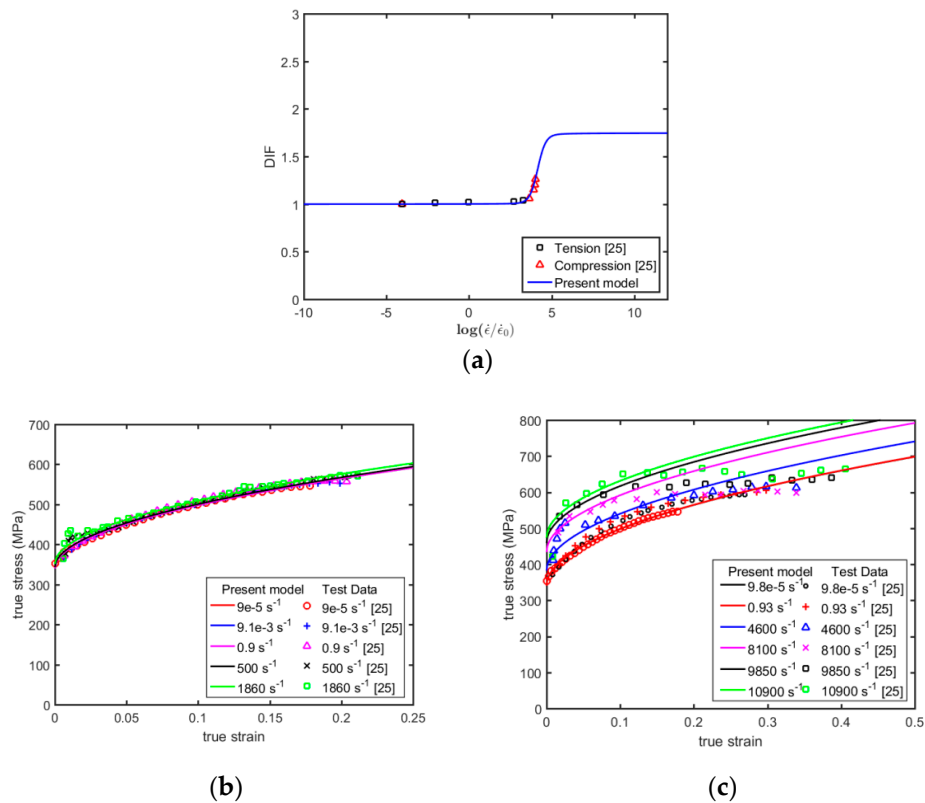 3
2.5
2
1.5
1
0.5
0
DIF
Tension [25]
Compression [25]
Present model
-10 -5 0 5 10
log(ε̇/ε̇₀)
(a)
700
600
500
400
300
200
100
0
true stress (MPa)
Present model Test Data
9e-5 s⁻¹ 9e-5 s⁻¹ [25]
9.1e-3 s⁻¹ 9.1e-3 s⁻¹ [25]
0.9 s⁻¹ 0.9 s⁻¹ [25]
500 s⁻¹ 500 s⁻¹ [25]
1860 s⁻¹ 1860 s⁻¹ [25]
0 0.05 0.1 0.15 0.2 0.25
true strain
(b)
800
700
600
500
400
300
200
100
0
true stress (MPa)
Present model Test Data
9.8e-5 s⁻¹ 9.8e-5 s⁻¹ [25]
0.93 s⁻¹ 0.93 s⁻¹ [25]
4600 s⁻¹ 4600 s⁻¹ [25]
8100 s⁻¹ 8100 s⁻¹ [25]
9850 s⁻¹ 9850 s⁻¹ [25]
10900 s⁻¹ 10900 s⁻¹ [25]
0 0.1 0.2 0.3 0.4 0.5
true strain
(c)